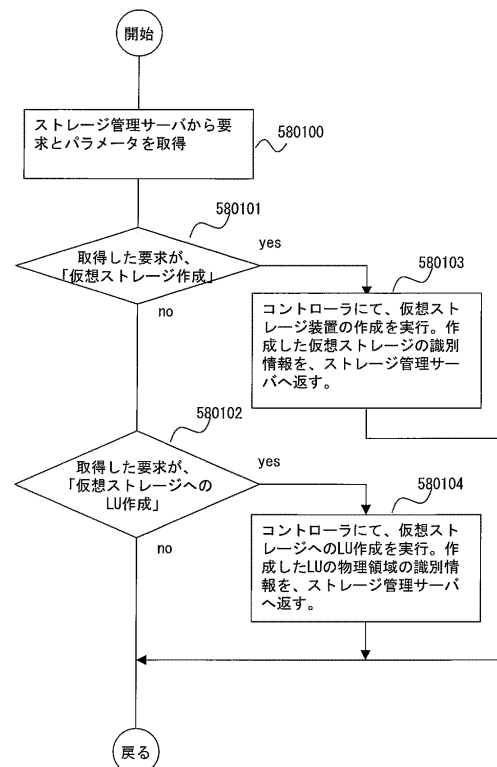 開始
ストレージ管理サーバから要
求とパラメータを取得
580100
580101
取得した要求が、
「仮想ストレージ作成」
yes
no
580103
コントローラにて、仮想スト
レージ装置の作成を実行。作
成した仮想ストレージの識別
情報を、ストレージ管理サー
バへ返す。
580102
取得した要求が、
「仮想ストレージへの
LU作成」
yes
no
580104
コントローラにて、仮想スト
レージへのLU作成を実行。作
成したLUの物理領域の識別情
報を、ストレージ管理サーバ
へ返す。
戻る